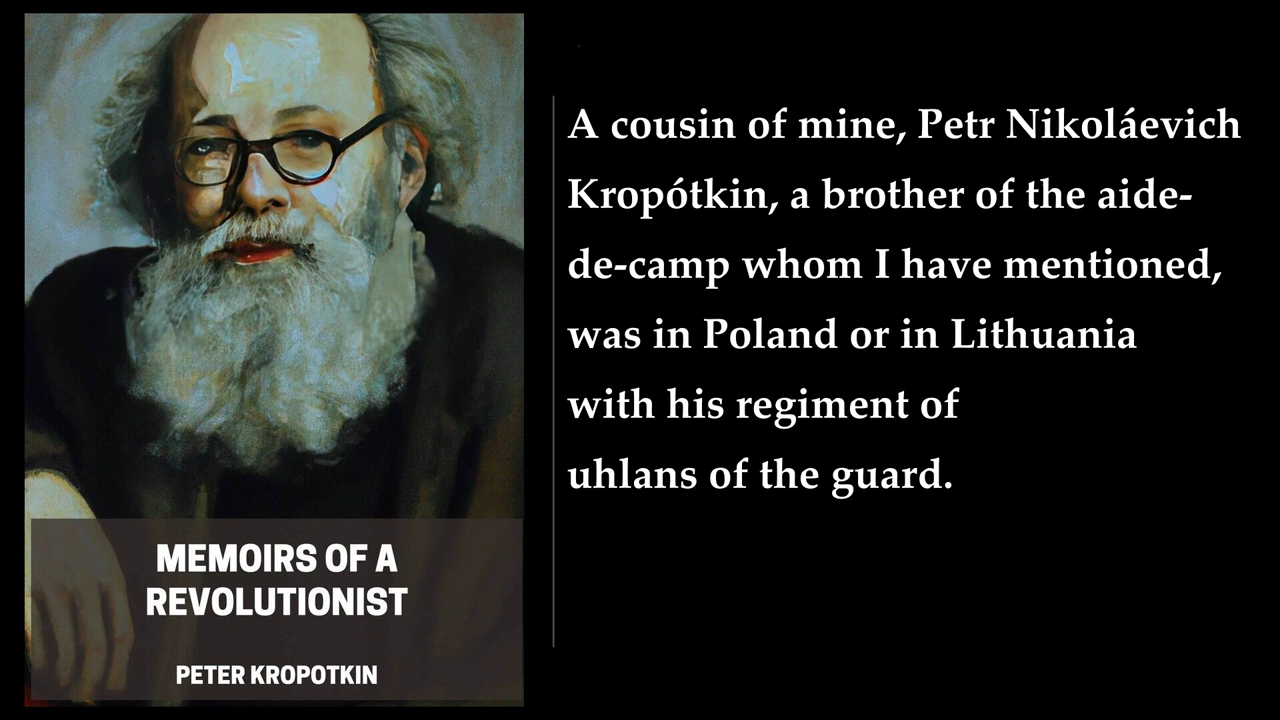 A cousin of mine, Petr Nikoláevich
Kropótkin, a brother of the aide-
de-camp whom I have mentioned,
was in Poland or in Lithuania
with his regiment of
uhlans of the guard.
MEMOIRS OF A
REVOLUTIONIST
PETER KROPOTKIN